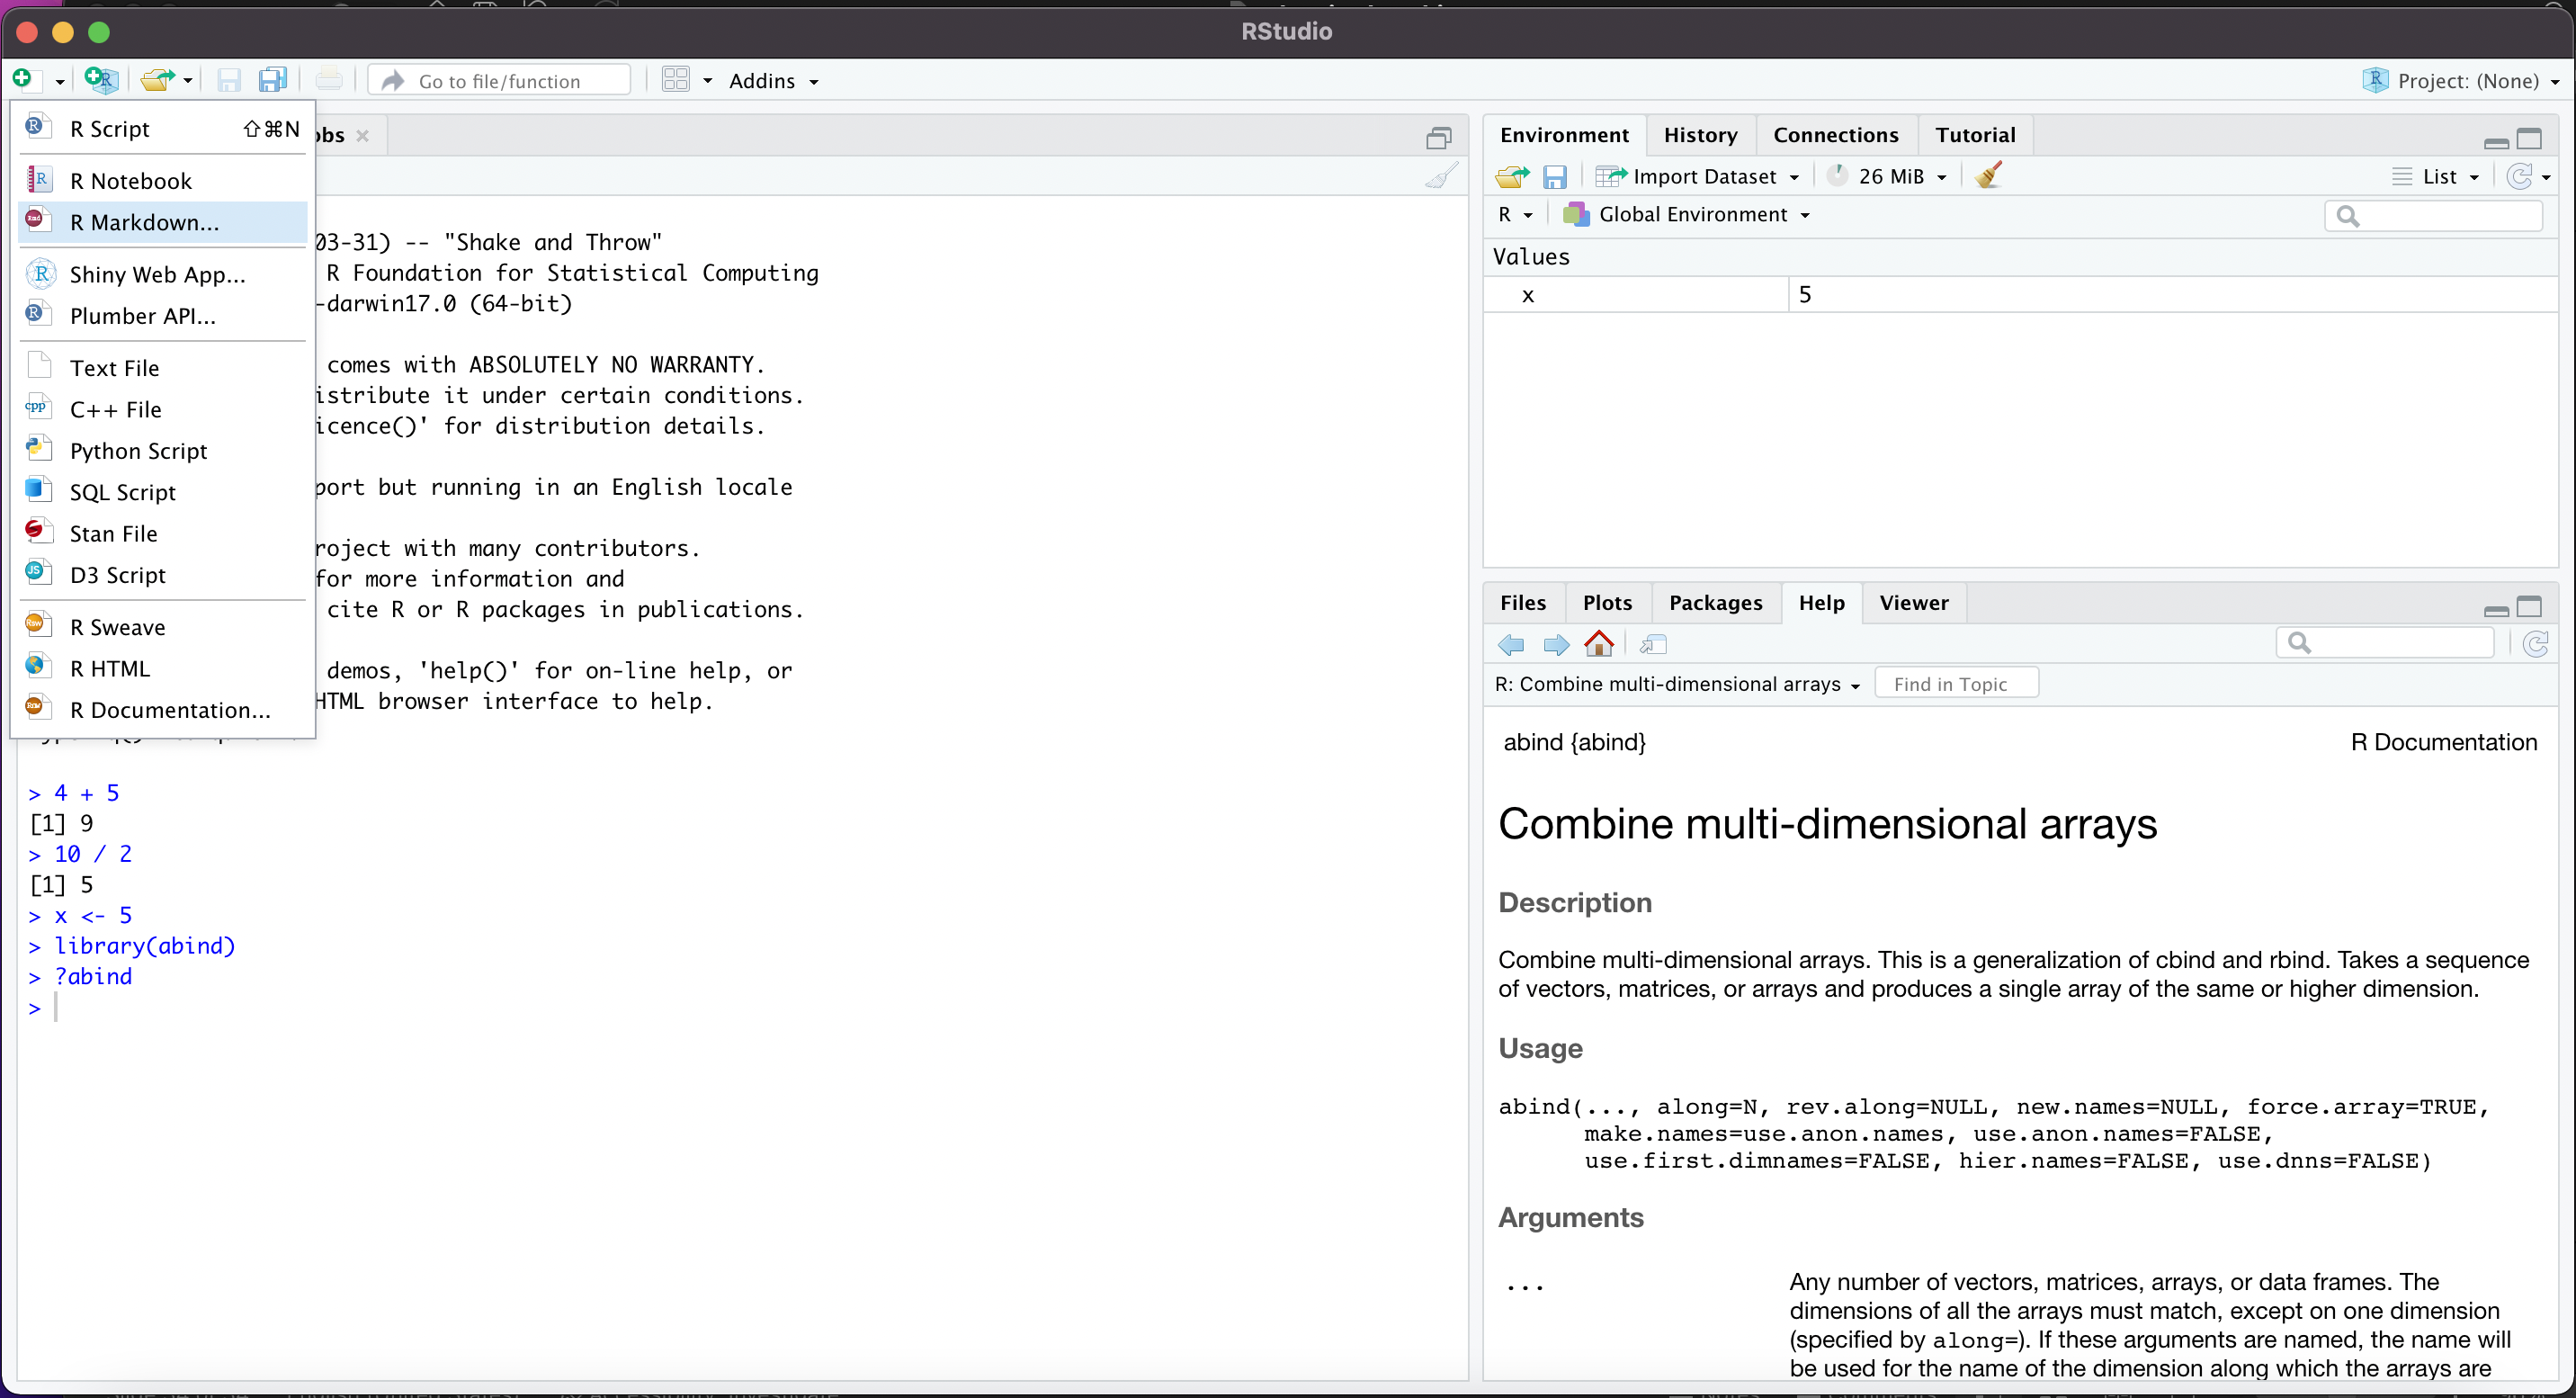 RStudio
Go to file/function
Addins
Project: (None)
R Script ⇧⌘N
R Notebook
R Markdown...
Shiny Web App...
Plumber API...
Text File
C++ File
Python Script
SQL Script
Stan File
D3 Script
R Sweave
R HTML
R Documentation...
03-31) -- "Shake and Throw"
R Foundation for Statistical Computing
-darwin17.0 (64-bit)
comes with ABSOLUTELY NO WARRANTY.
istribute it under certain conditions.
icence()' for distribution details.
port but running in an English locale
roject with many contributors.
for more information and
cite R or R packages in publications.
demos, 'help()' for on-line help, or
HTML browser interface to help.
> 4 + 5
[1] 9
> 10 / 2
[1] 5
> x <- 5
> library(abind)
> ?abind
>
Environment History Connections Tutorial
Import Dataset 26 MiB List
R Global Environment
Values
x 5
Files Plots Packages Help Viewer
R: Combine multi-dimensional arrays Find in Topic
abind {abind} R Documentation
Combine multi-dimensional arrays
Description
Combine multi-dimensional arrays. This is a generalization of cbind and rbind. Takes a sequence
of vectors, matrices, or arrays and produces a single array of the same or higher dimension.
Usage
abind(..., along=N, rev.along=NULL, new.names=NULL, force.array=TRUE,
make.names=use.anon.names, use.anon.names=FALSE,
use.first.dimnames=FALSE, hier.names=FALSE, use.dnns=FALSE)
Arguments
... Any number of vectors, matrices, arrays, or data frames. The
dimensions of all the arrays must match, except on one dimension
(specified by along=). If these arguments are named, the name will
be used for the name of the dimension along which the arrays are